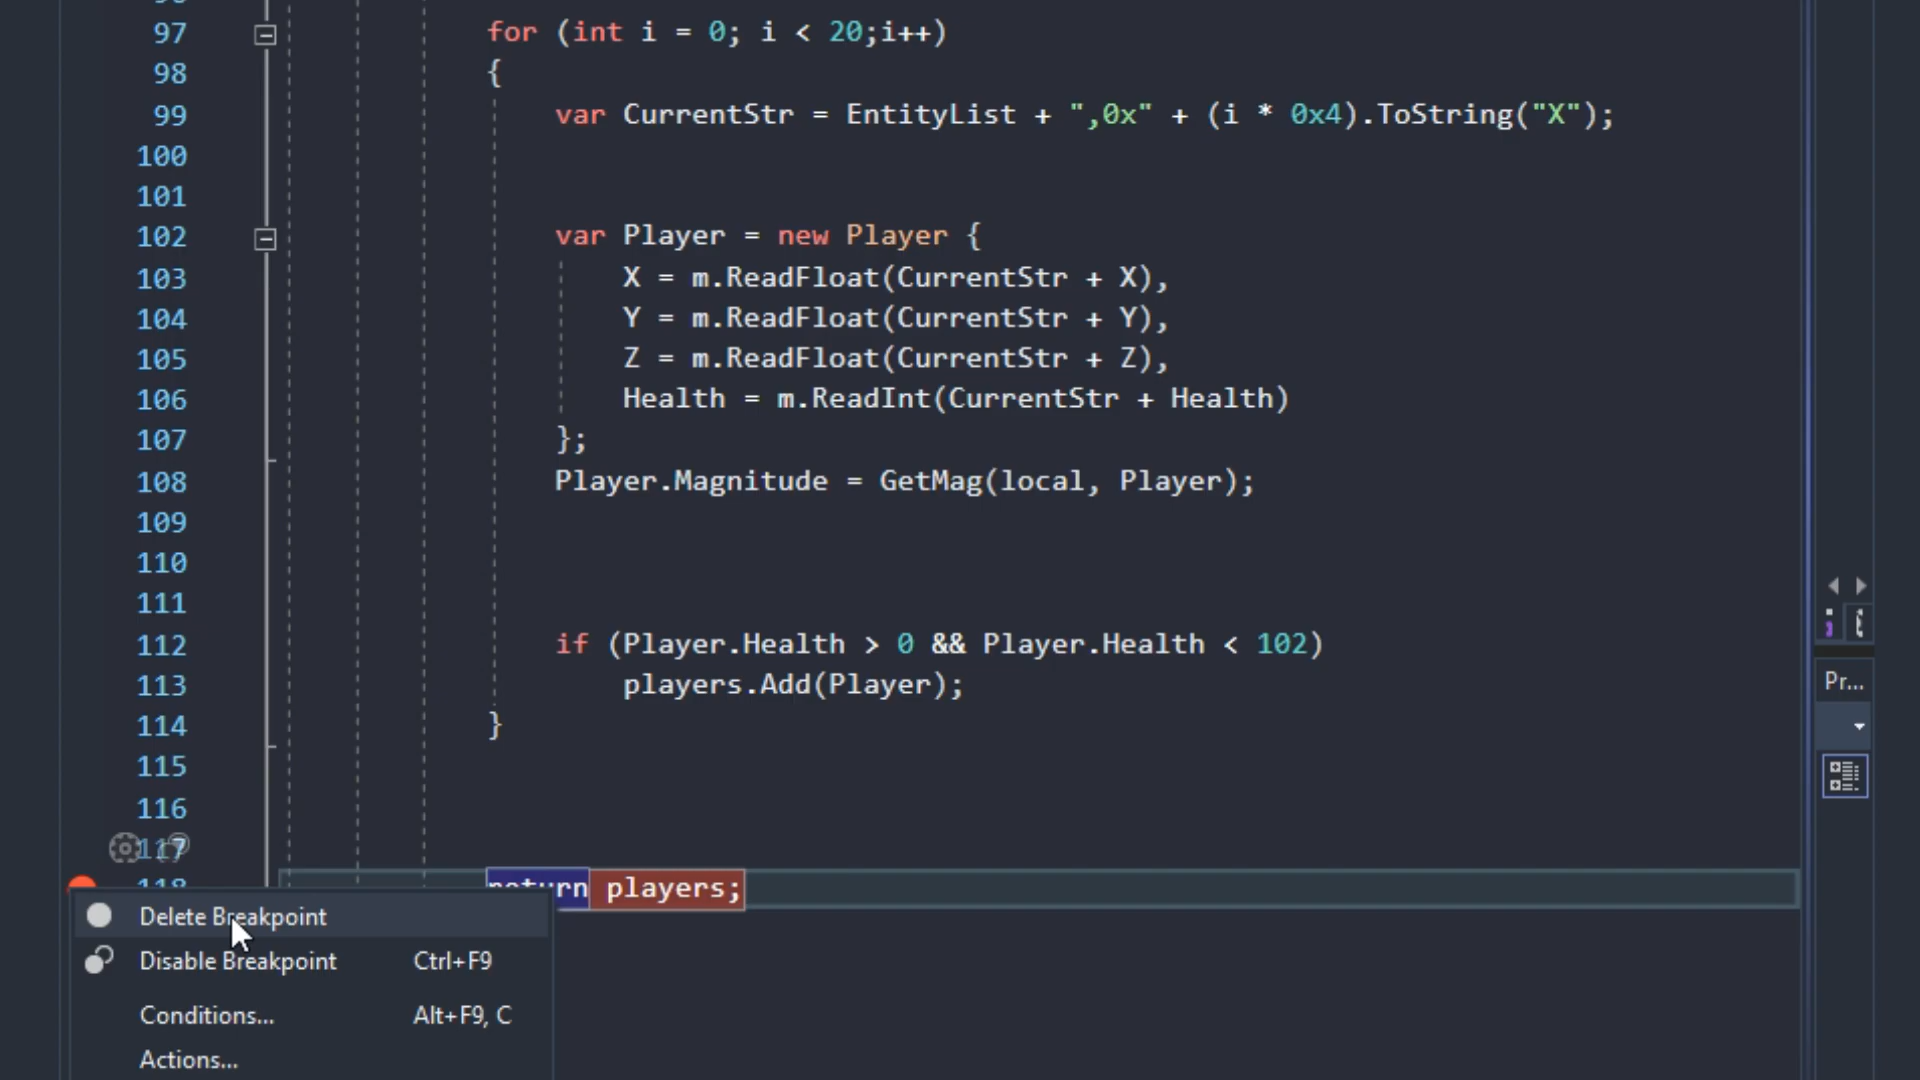 97 for (int i = 0; i < 20;i++)
98 {
99 var CurrentStr = EntityList + ",0x" + (i * 0x4).ToString("X");
100
101
102 var Player = new Player {
103 X = m.ReadFloat(CurrentStr + X),
104 Y = m.ReadFloat(CurrentStr + Y),
105 Z = m.ReadFloat(CurrentStr + Z),
106 Health = m.ReadInt(CurrentStr + Health)
107 };
108 Player.Magnitude = GetMag(local, Player);
109
110
111
112 if (Player.Health > 0 && Player.Health < 102)
113 players.Add(Player);
114 }
115
116
117
118 return players;
Delete Breakpoint
Disable Breakpoint Ctrl+F9
Conditions... Alt+F9, C
Actions...
Pr...